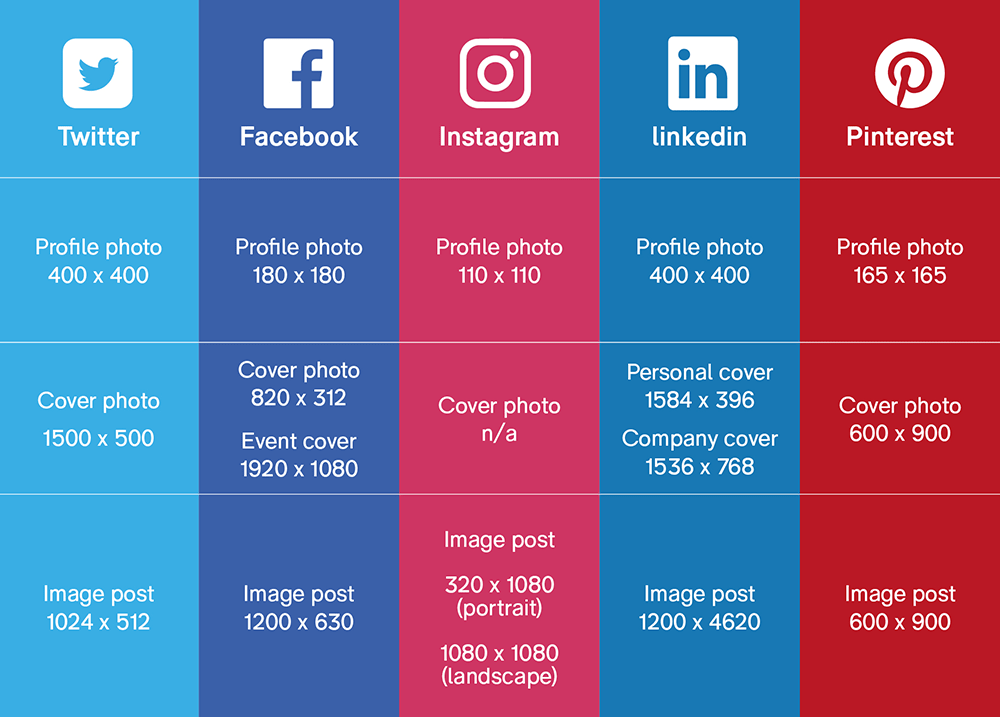 in
Twitter
Facebook
Instagram
linkedin
Pinterest
Profile photo
400 x 400
Profile photo
180 x 180
Profile photo
110 x 110
Profile photo
400 x 400
Profile photo
165 x 165
Cover photo
1500 x 500
Cover photo
820 x 312
Event cover
1920 x 1080
Cover photo
n/a
Personal cover
1584 x 396
Company cover
1536 x 768
Cover photo
600 x 900
Image post
1024 x 512
Image post
1200 x 630
Image post
320 x 1080
(portrait)
1080 x 1080
(landscape)
Image post
1200 x 4620
Image post
600 x 900